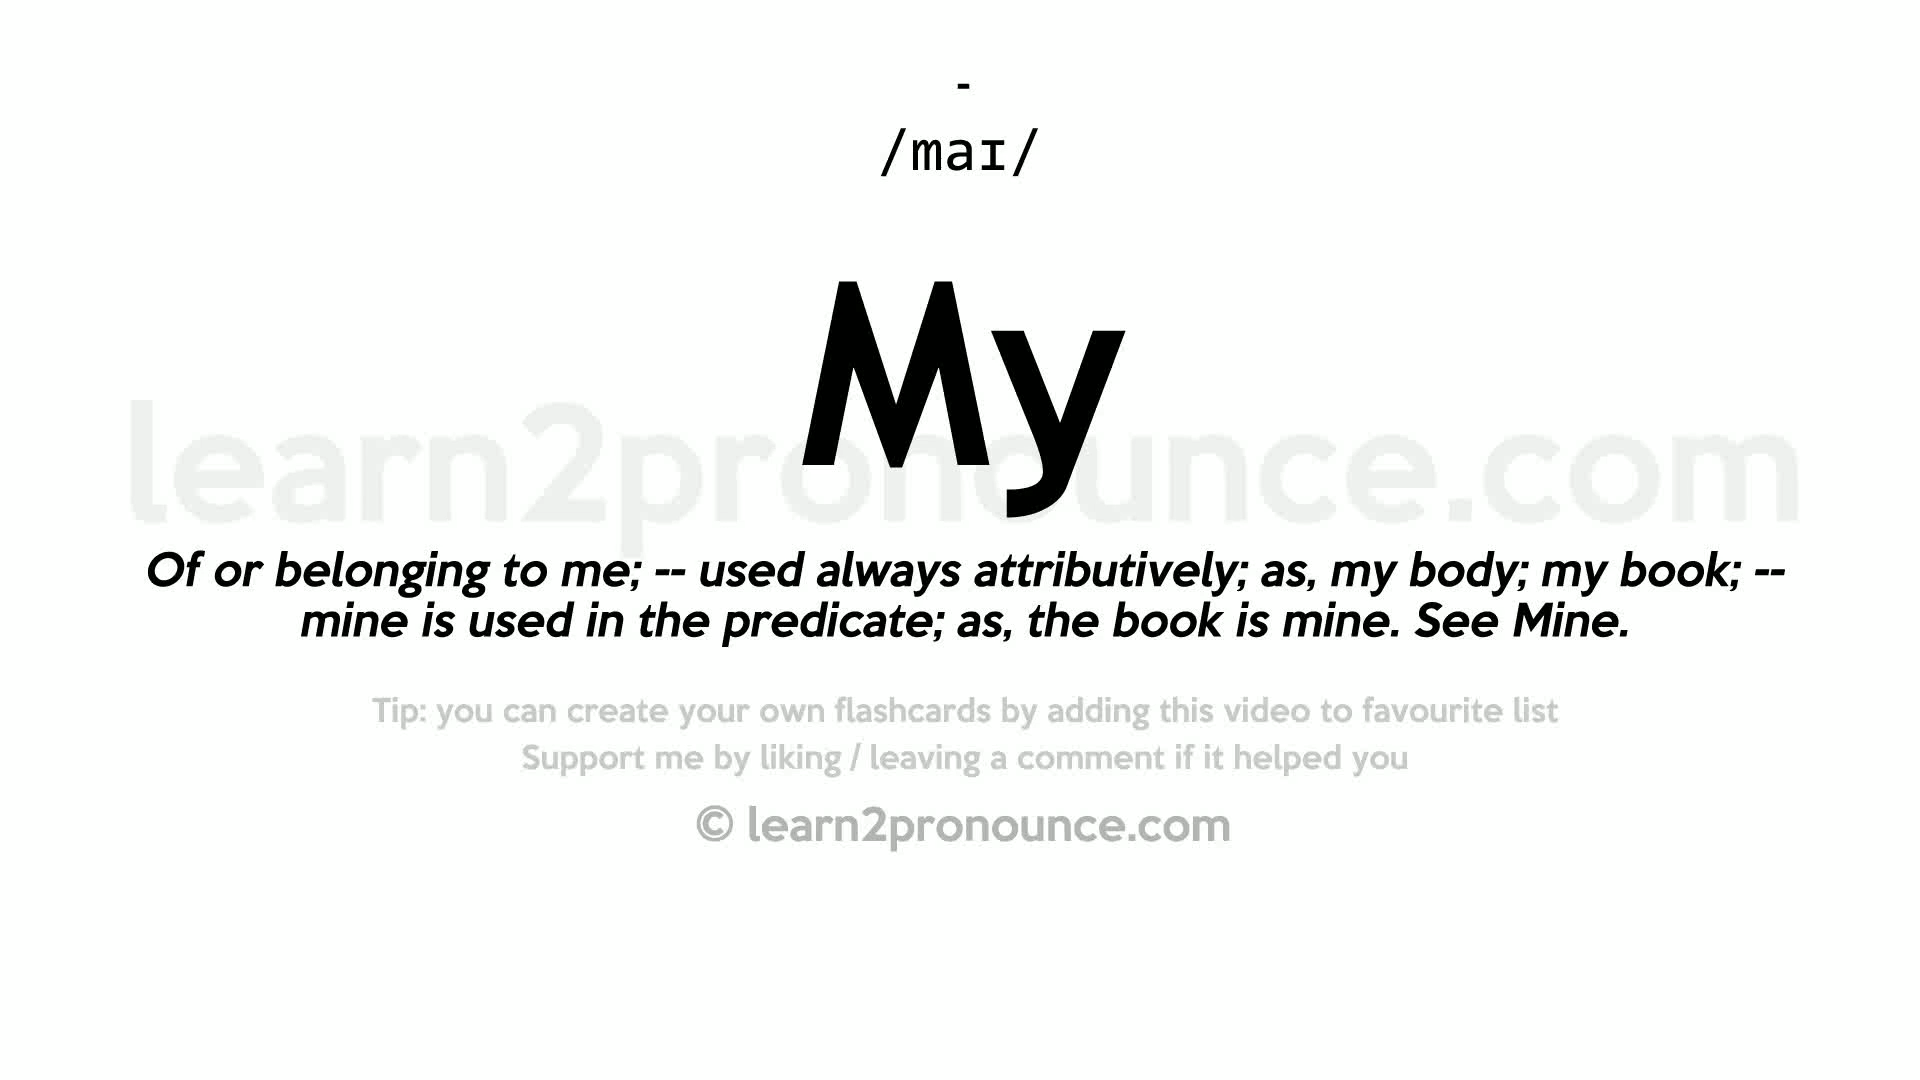 -
/maɪ/
My
learn2pronounce.com
Of or belonging to me; -- used always attributively; as, my body; my book; --
mine is used in the predicate; as, the book is mine. See Mine.
Tip: you can create your own flashcards by adding this video to favourite list
Support me by liking / leaving a comment if it helped you
© learn2pronounce.com